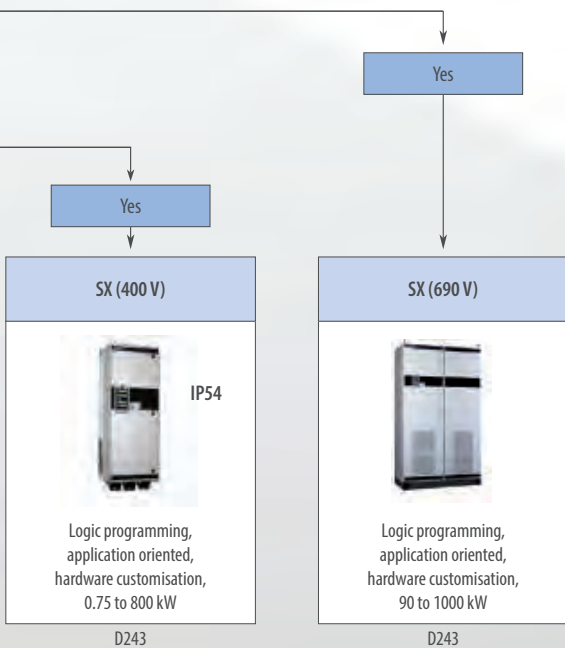 Yes
Yes
SX (400 V)
SX (690 V)
IP54
Logic programming,
application oriented,
hardware customisation,
0.75 to 800 kW
Logic programming,
application oriented,
hardware customisation,
90 to 1000 kW
D243
D243